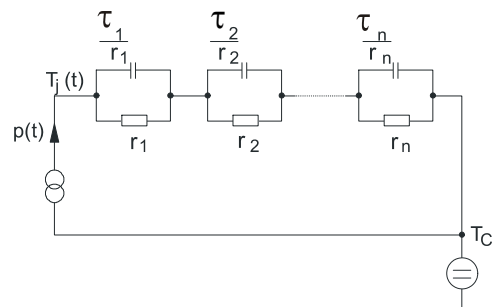 τ1/r1 τ2/r2 τn/rn
Tj (t)
p(t)
r1 r2 rn
TC